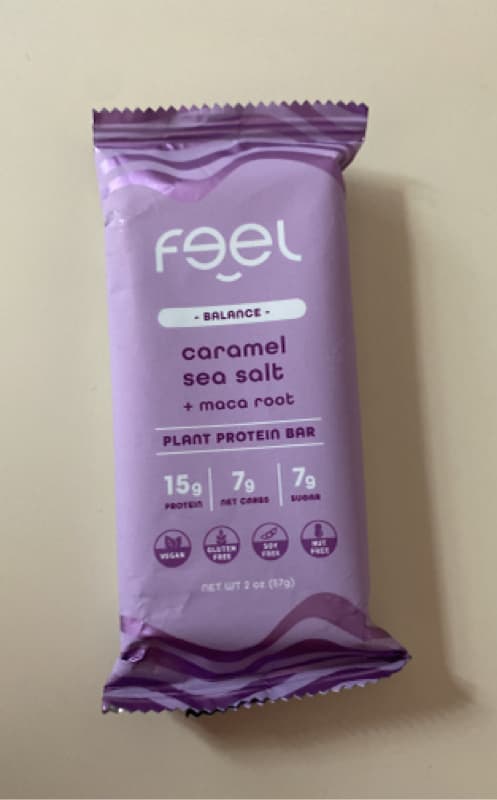 feel
- BALANCE -
caramel
sea salt
+ maca root
PLANT PROTEIN BAR
15g 7g 7g
PROTEIN NET CARBS SUGAR
VEGAN GLUTEN FREE SOY FREE NUT FREE
NET WT 2 oz (57g)